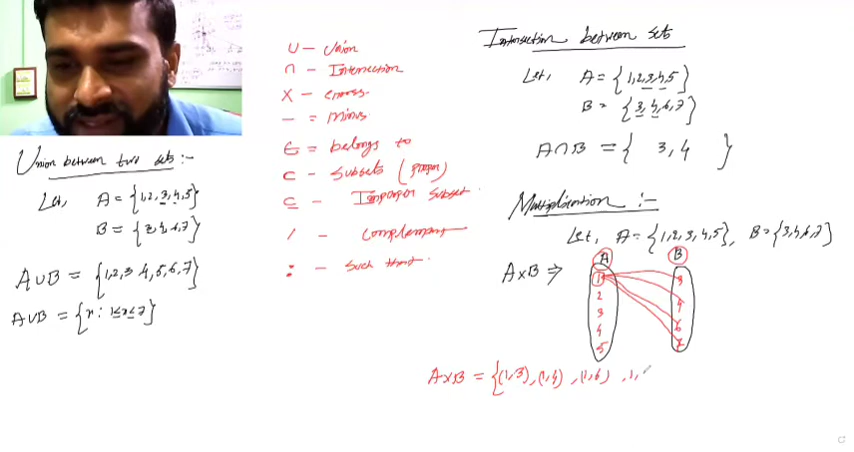 Union between two sets :-
Let, A = {1,2,3,4,5}
B = {3,4,6,7}
A∪B = {1,2,3 4,5,6,7}
A∪B = {x : 1≤x≤7}
∪ – Union
∩ – Intersection
X – cross
– = minus
∈ = belongs to
⊂ – Subsets (proper)
⊆ – Improper Subset
/ – complement
: – Such that
Intersection between sets
Let, A = {1,2,3,4,5}
B = {3,4,6,7}
A∩B = { 3,4 }
Multiplication :-
Let, A={1,2,3,4,5}, B={3,4,6,7}
A×B ⇒
A B
1 3
2 4
3 6
4 7
5
A×B = {(1,3),(1,4),(1,6),1,